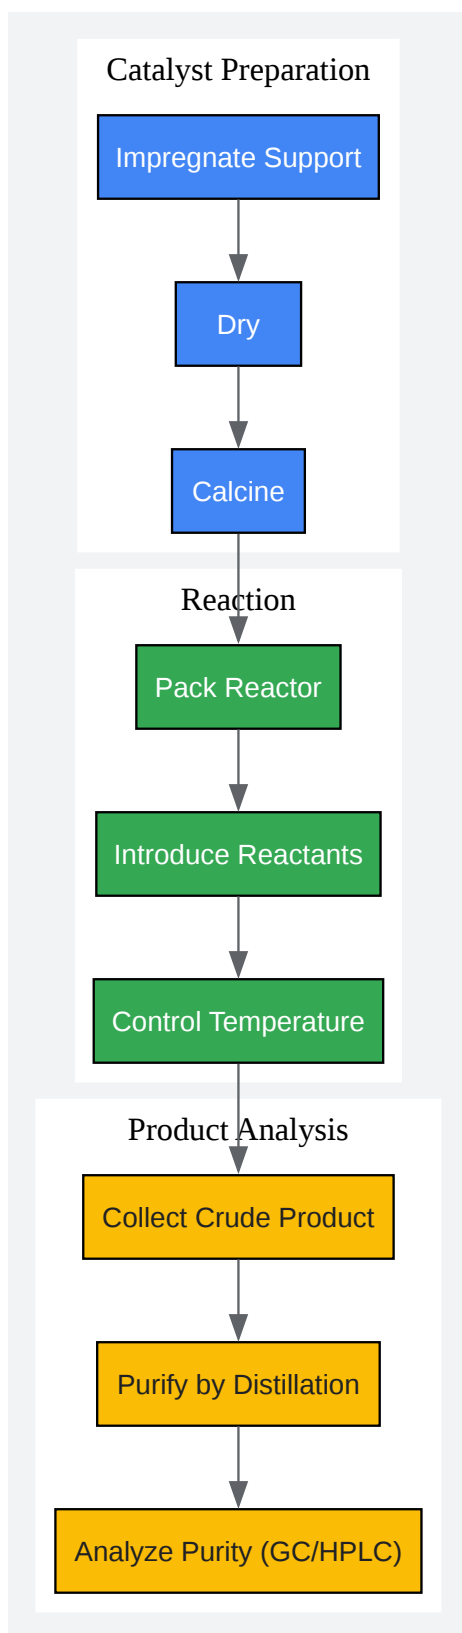 Catalyst Preparation
Impregnate Support
Dry
Calcine
Reaction
Pack Reactor
Introduce Reactants
Control Temperature
Product Analysis
Collect Crude Product
Purify by Distillation
Analyze Purity (GC/HPLC)